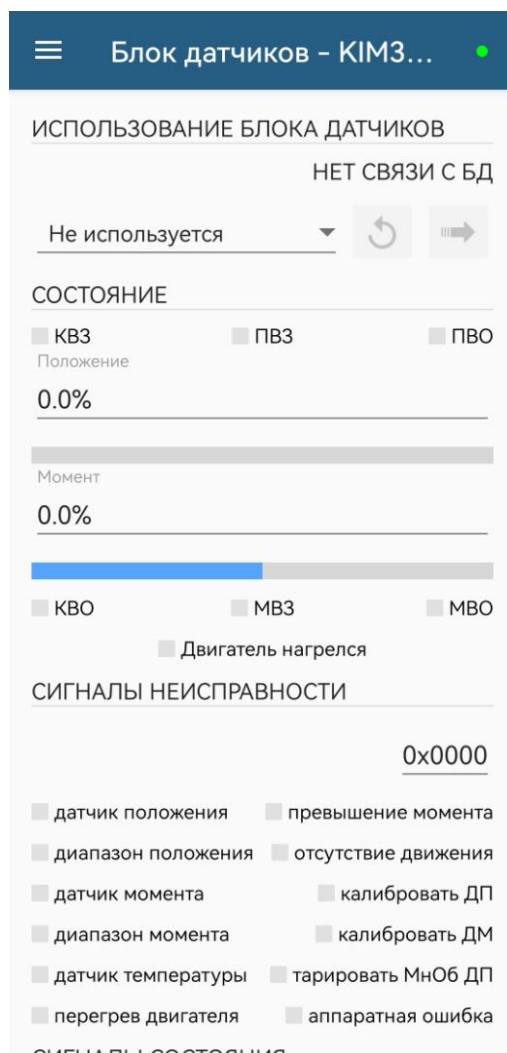 Блок датчиков - KIM3...
ИСПОЛЬЗОВАНИЕ БЛОКА ДАТЧИКОВ
НЕТ СВЯЗИ С БД
Не используется
СОСТОЯНИЕ
КВЗ ПВЗ ПВО
Положение
0.0%
Момент
0.0%
КВО МВЗ МВО
Двигатель нагрелся
СИГНАЛЫ НЕИСПРАВНОСТИ
0x0000
датчик положения превышение момента
диапазон положения отсутствие движения
датчик момента калибровать ДП
диапазон момента калибровать ДМ
датчик температуры тарировать МнОб ДП
перегрев двигателя аппаратная ошибка
СИГНАЛЫ СОСТОЯНИЯ